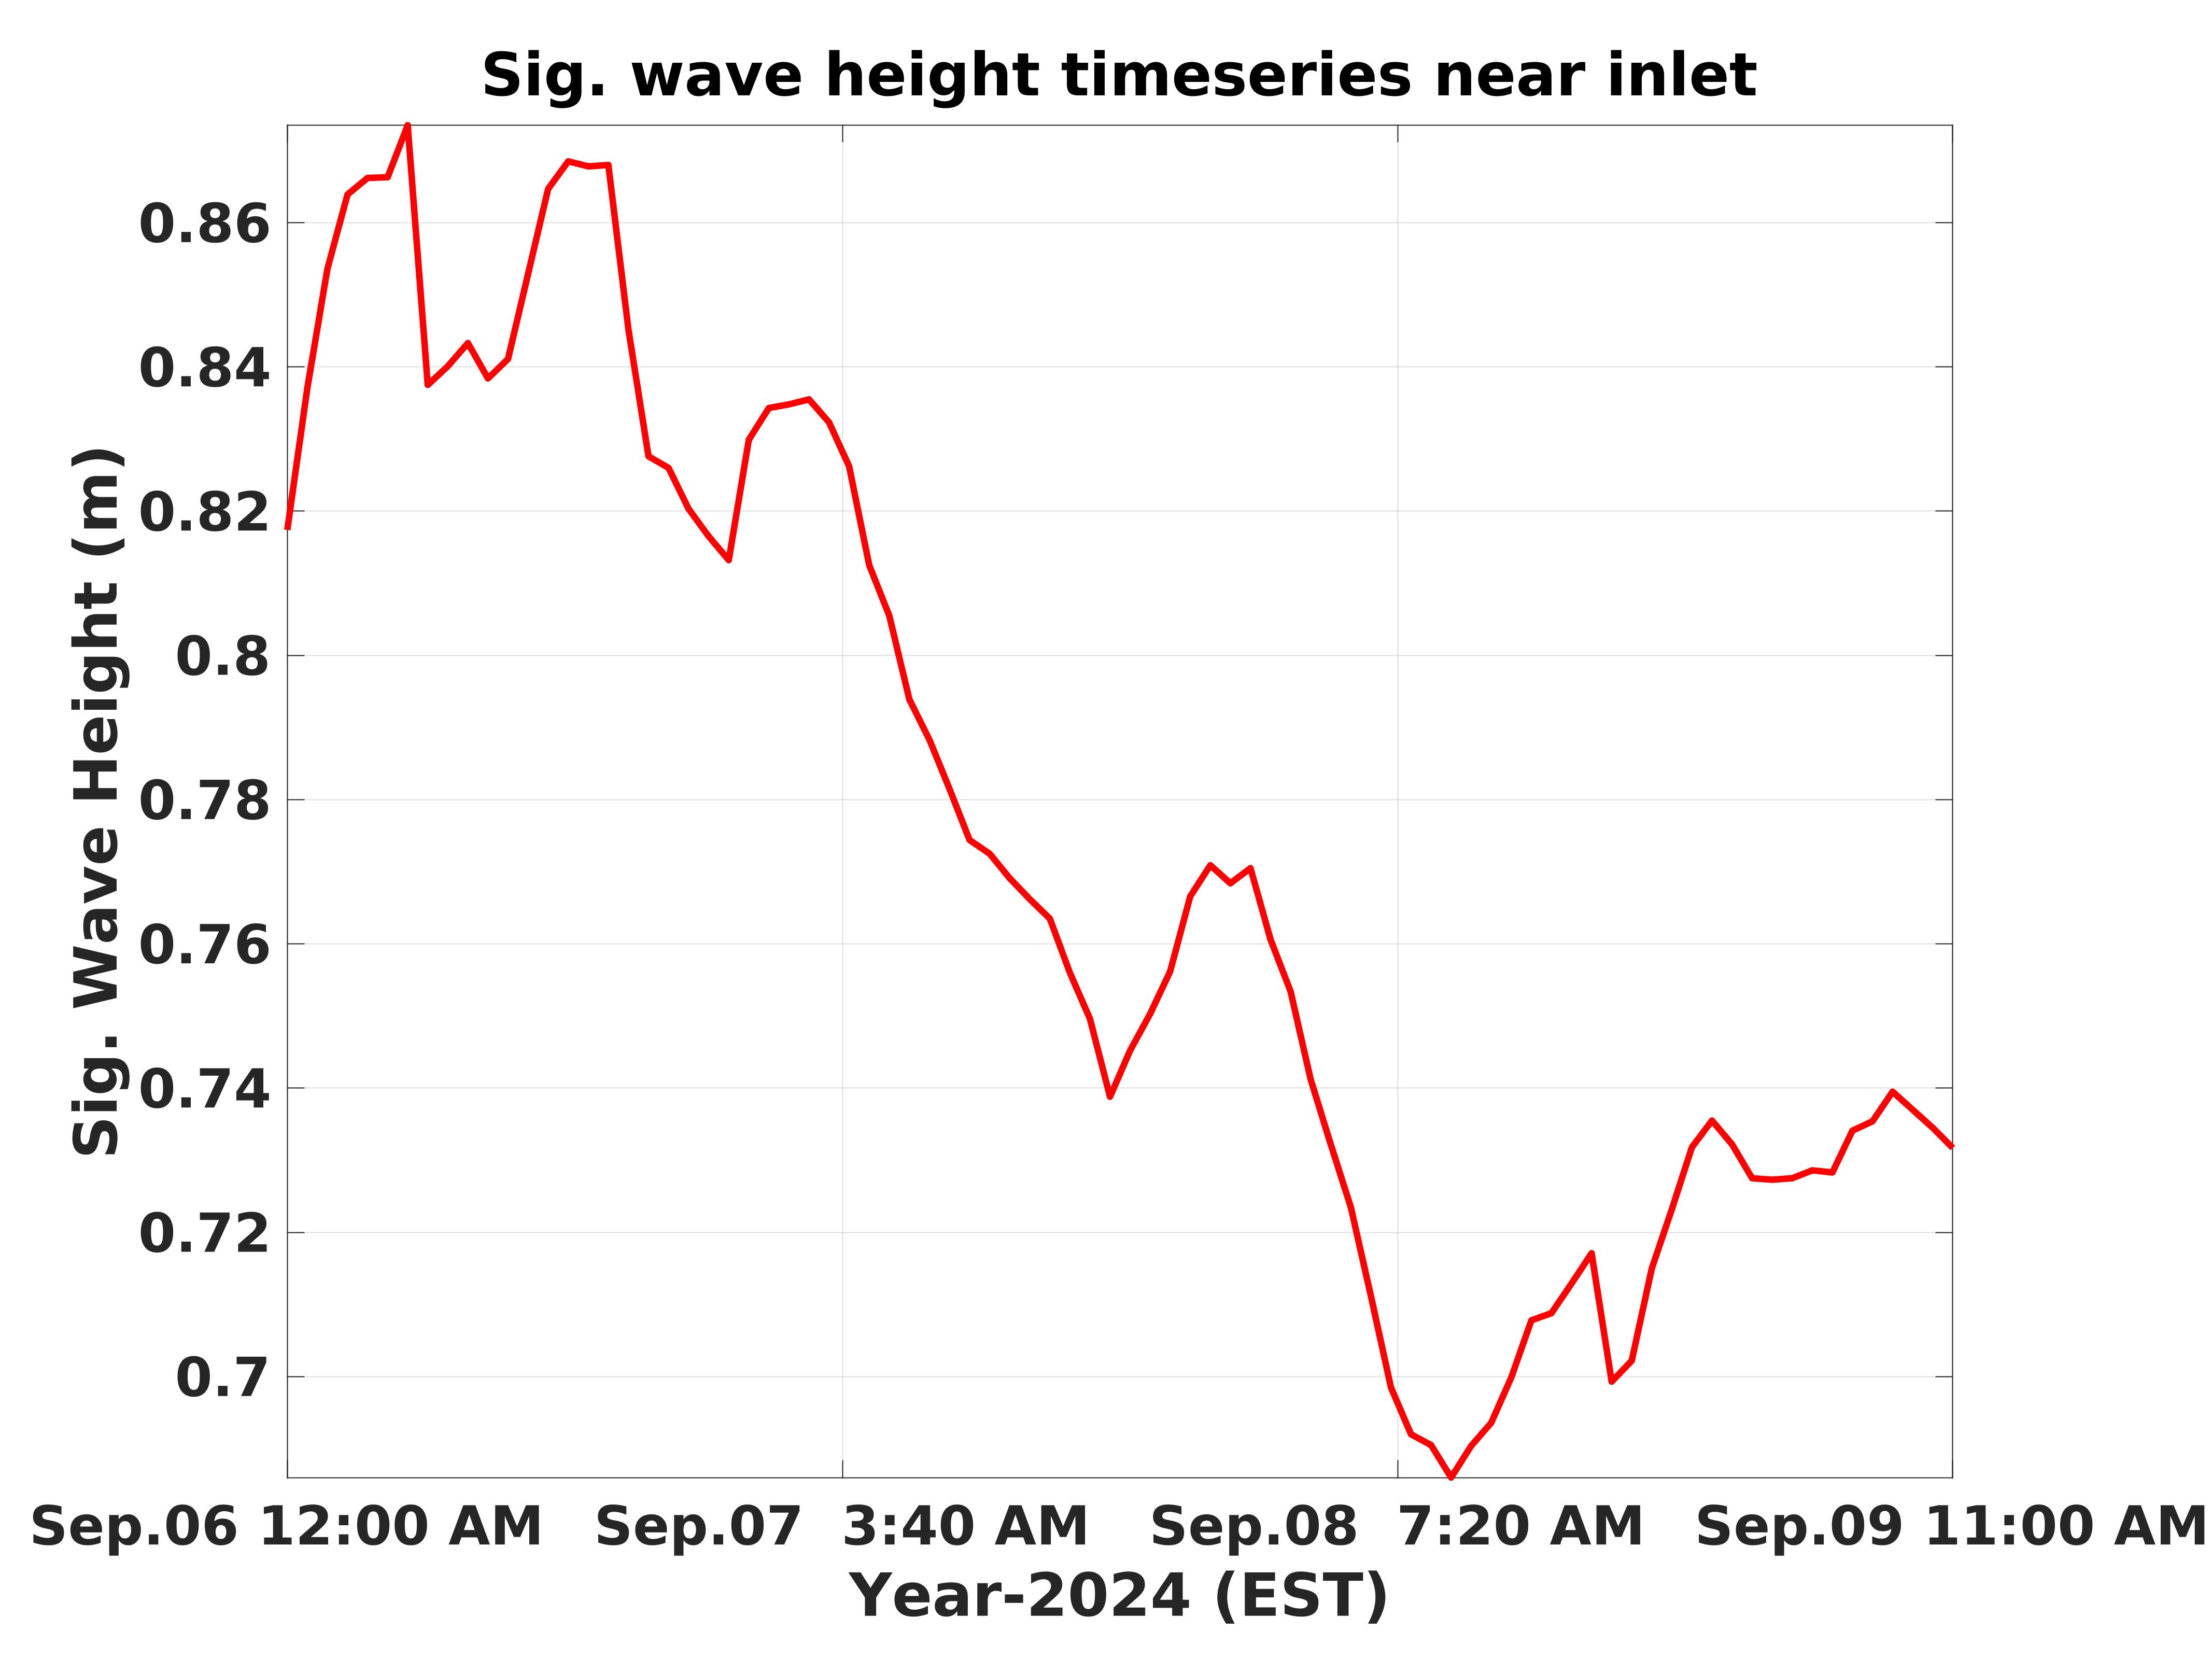 Sig. wave height timeseries near inlet
Sig. Wave Height (m)
0.86
0.84
0.82
0.8
0.78
0.76
0.74
0.72
0.7
Sep.06 12:00 AM Sep.07 3:40 AM Sep.08 7:20 AM Sep.09 11:00 AM
Year-2024 (EST)